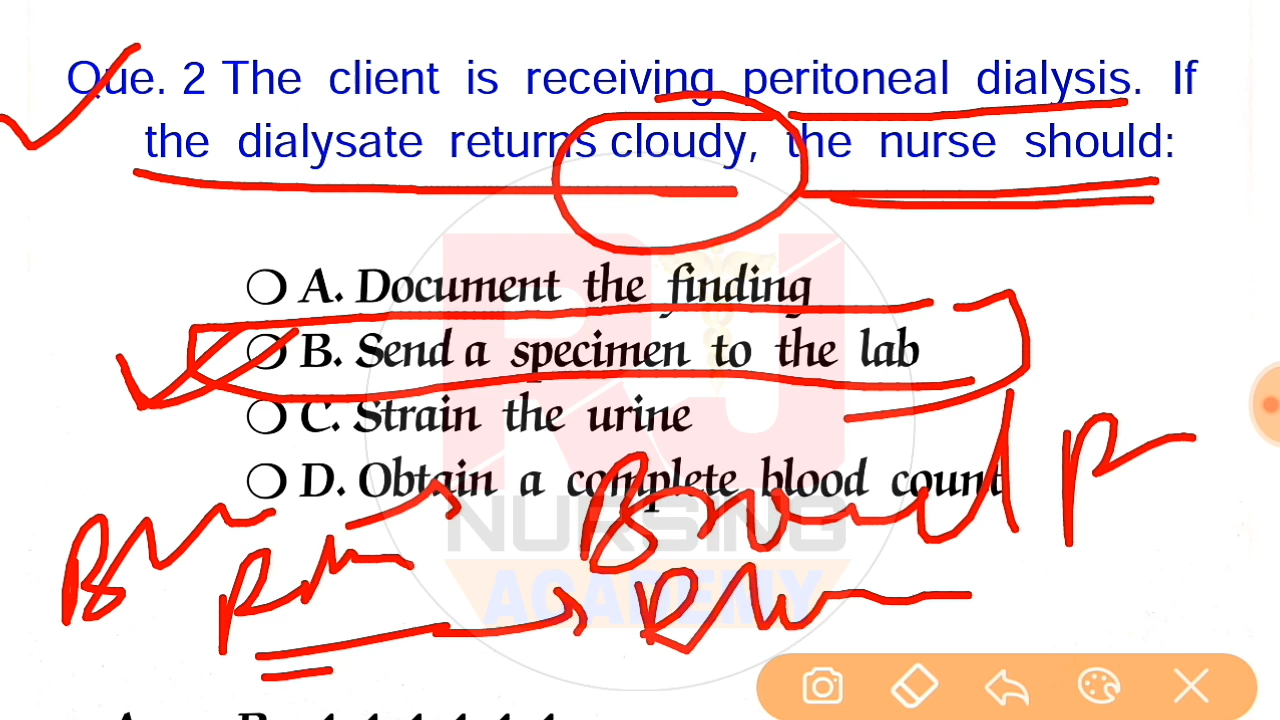 Que. 2 The client is receiving peritoneal dialysis. If
the dialysate returns cloudy, the nurse should:
A. Document the finding
B. Send a specimen to the lab
C. Strain the urine
D. Obtain a complete blood count
RJ
NURSING
ACADEMY